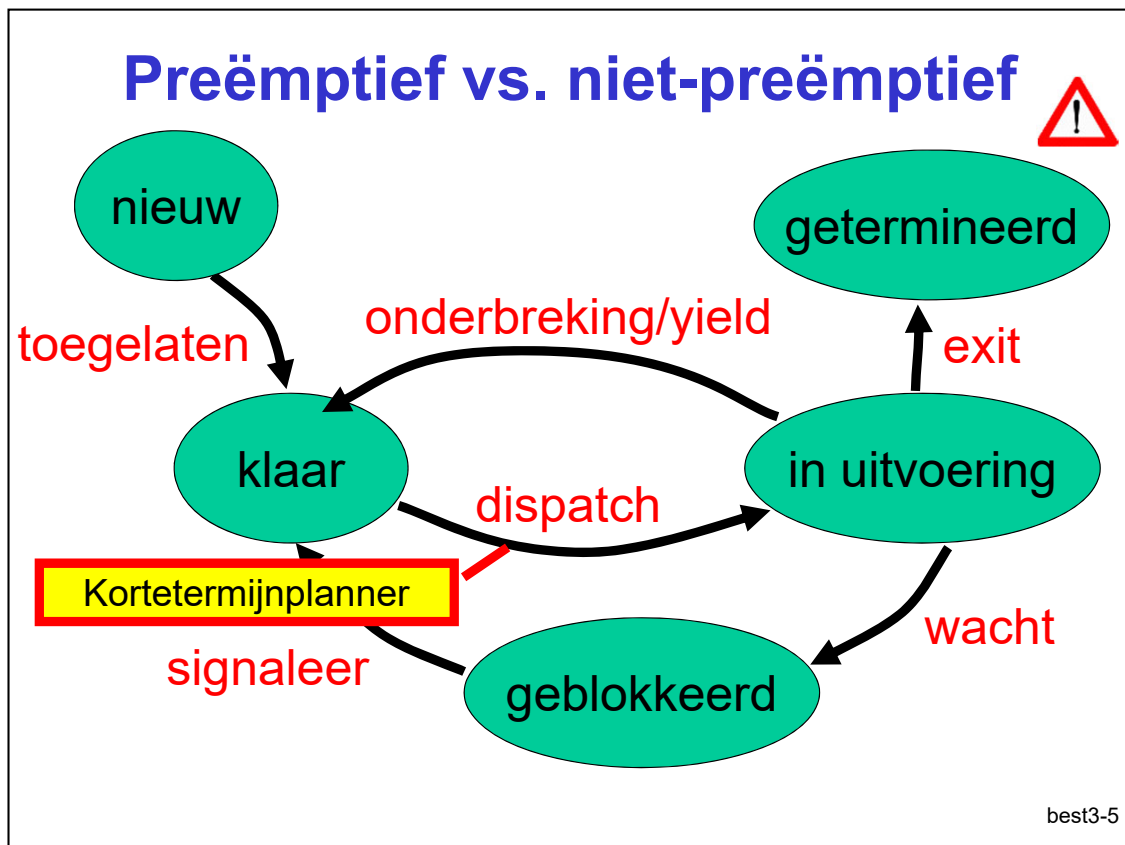 Preëmptief vs. niet-preëmptief
nieuw
getermineerd
toegelaten
onderbreking/yield
exit
klaar
in uitvoering
dispatch
Kortetermijnplanner
wacht
signaleer
geblokkeerd
best3-5